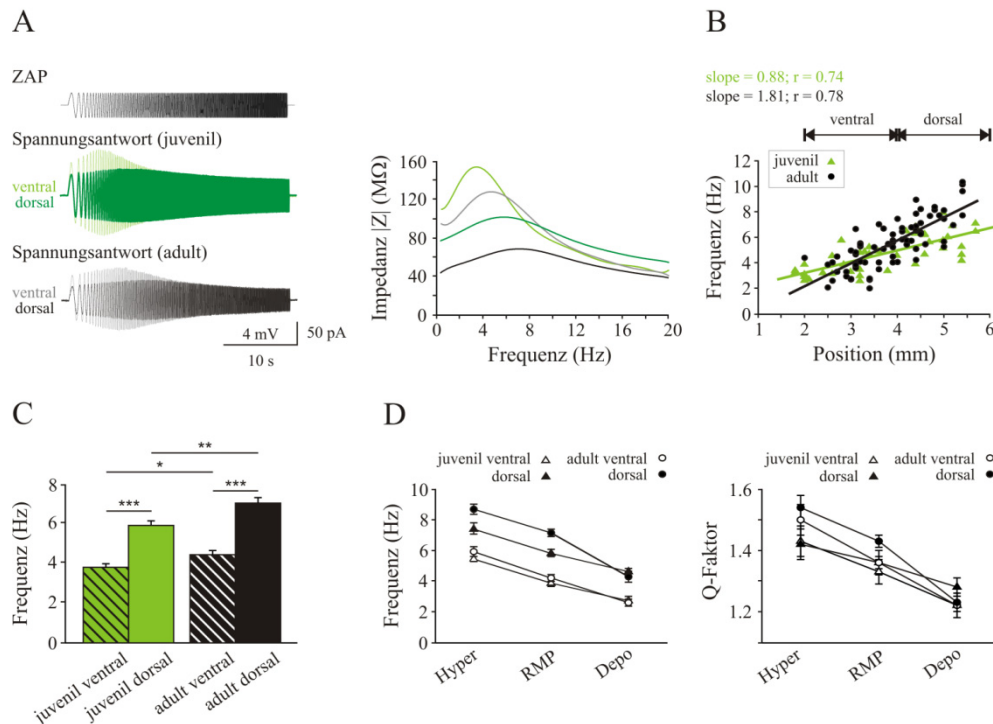 A
ZAP
Spannungsantwort (juvenil)
ventral
dorsal
Spannungsantwort (adult)
ventral
dorsal
4 mV
50 pA
10 s
Impedanz |Z| (MΩ)
160
120
80
40
0
0 4 8 12 16 20
Frequenz (Hz)
B
slope = 0.88; r = 0.74
slope = 1.81; r = 0.78
ventral dorsal
juvenil
adult
Frequenz (Hz)
12
10
8
6
4
2
0
1 2 3 4 5 6
Position (mm)
C
** 
*
*** ***
Frequenz (Hz)
8
6
4
2
0
juvenil ventral
juvenil dorsal
adult ventral
adult dorsal
D
juvenil ventral adult ventral
dorsal dorsal
Frequenz (Hz)
10
8
6
4
2
0
Hyper RMP Depo
juvenil ventral adult ventral
dorsal dorsal
Q-Faktor
1.6
1.4
1.2
Hyper RMP Depo